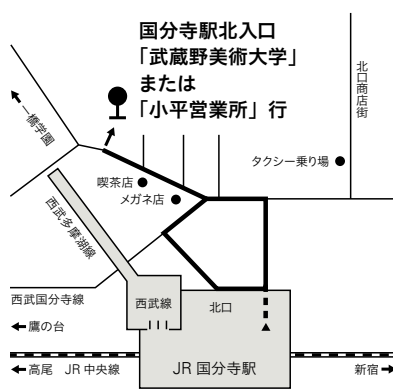 国分寺駅北入口
「武蔵野美術大学」
または
「小平営業所」行
一橋学園
北口商店街
タクシー乗り場
喫茶店
メガネ店
西武多摩湖線
西武国分寺線
西武線
北口
鷹の台
高尾 JR 中央線
JR 国分寺駅
新宿